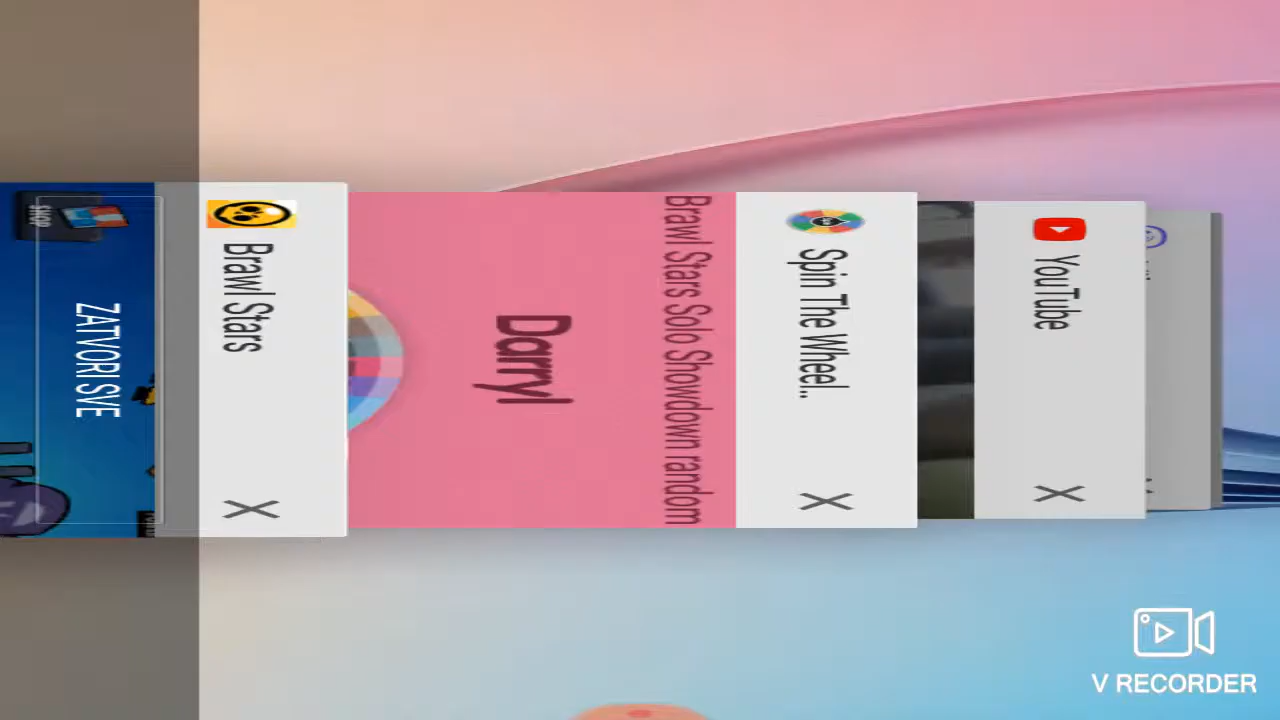 YouTube
Spin The Wheel..
Brawl Stars Solo Showdown random
Darryl
Brawl Stars
SHOP
ZATVORI SVE
V RECORDER